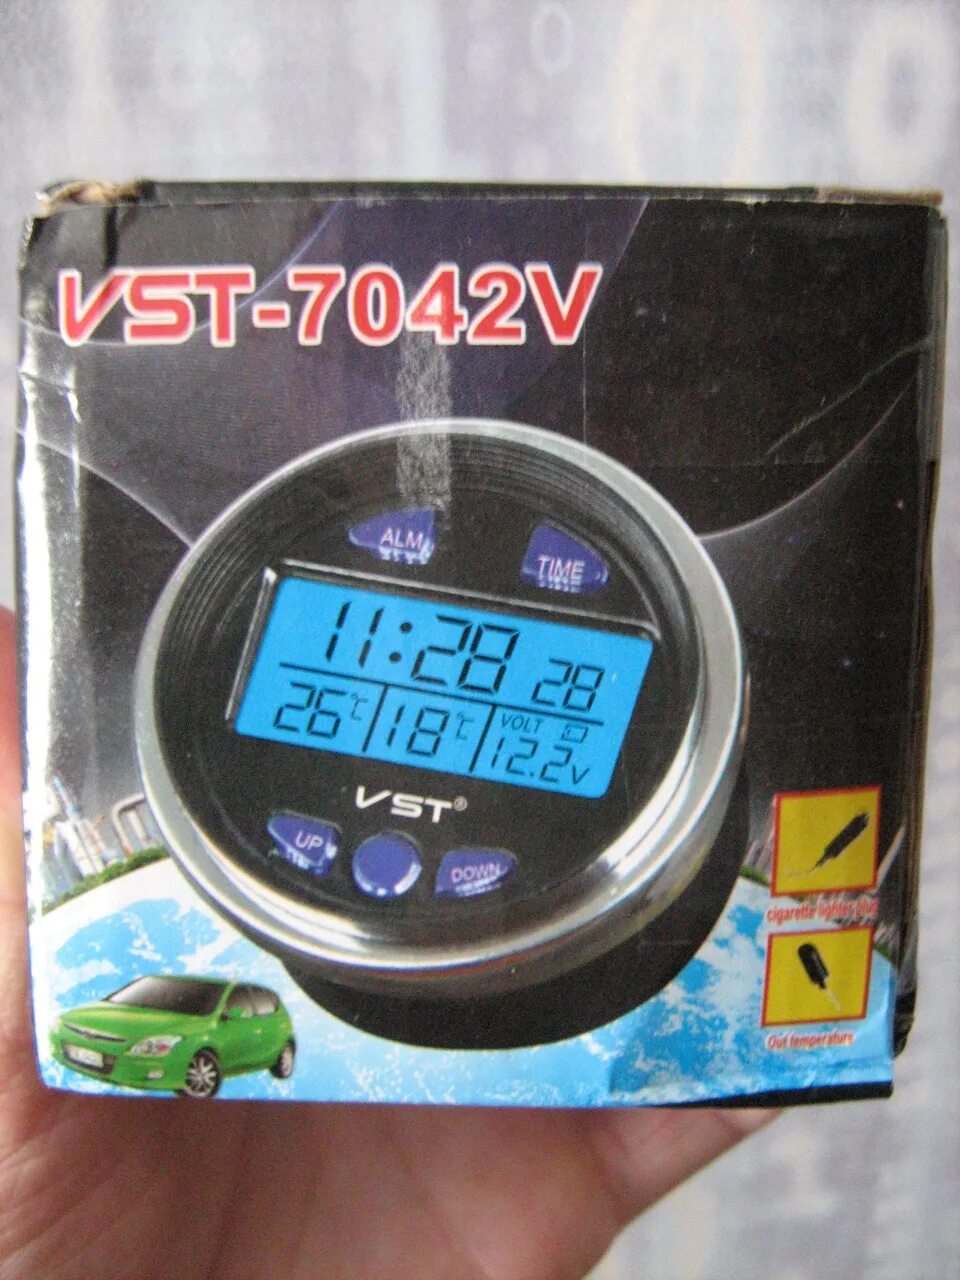 VST-7042V
ALM
TIME
11:28 28
26°C 18°C VOLT 12.2V
VST®
UP
DOWN
cigarette lighter plug
Out temperature